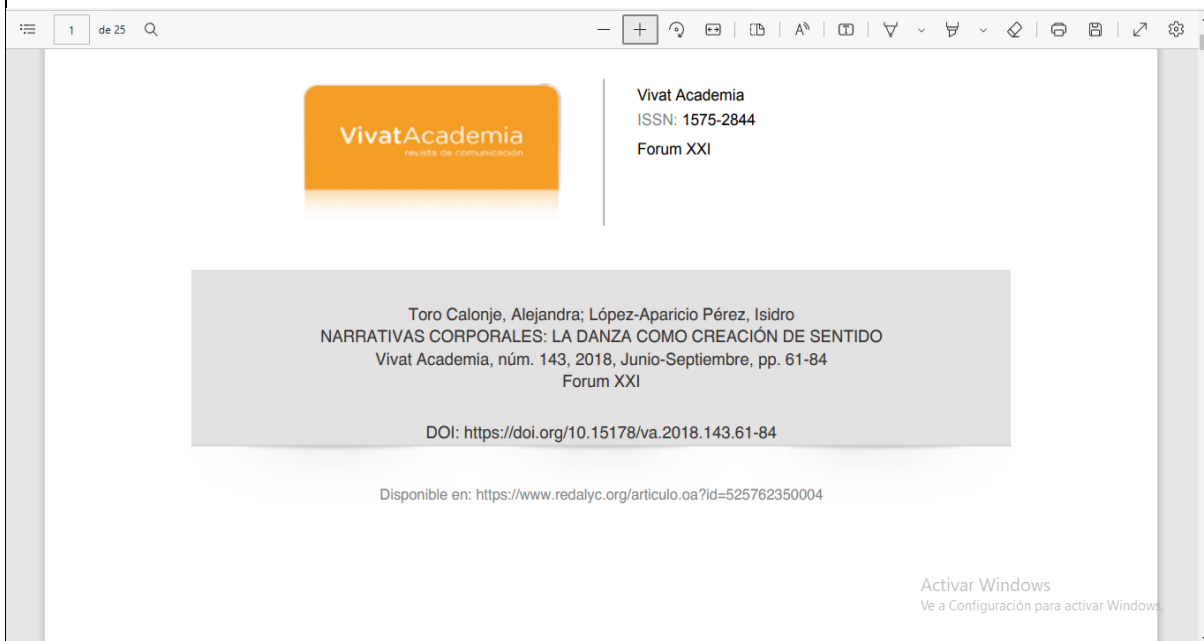 1 de 25
VivatAcademia
revista de comunicación
Vivat Academia
ISSN: 1575-2844
Forum XXI
Toro Calonje, Alejandra; López-Aparicio Pérez, Isidro
NARRATIVAS CORPORALES: LA DANZA COMO CREACIÓN DE SENTIDO
Vivat Academia, núm. 143, 2018, Junio-Septiembre, pp. 61-84
Forum XXI
DOI: https://doi.org/10.15178/va.2018.143.61-84
Disponible en: https://www.redalyc.org/articulo.oa?id=525762350004
Activar Windows
Ve a Configuración para activar Windows.